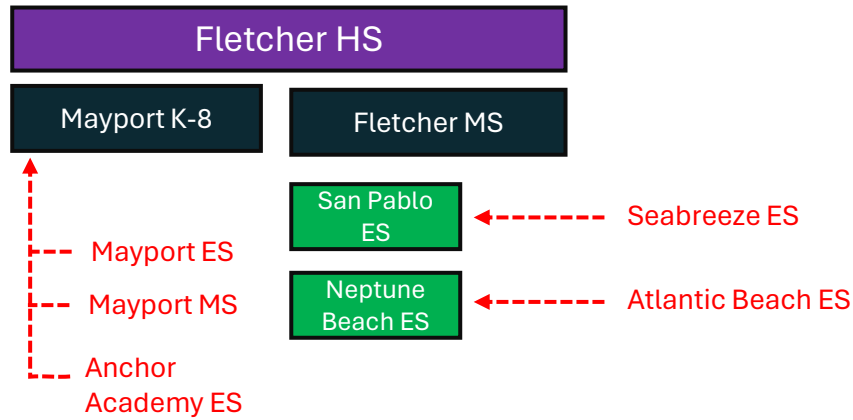 Fletcher HS
Mayport K-8
Fletcher MS
San Pablo
ES
Seabreeze ES
Mayport ES
Neptune
Beach ES
Atlantic Beach ES
Mayport MS
Anchor
Academy ES